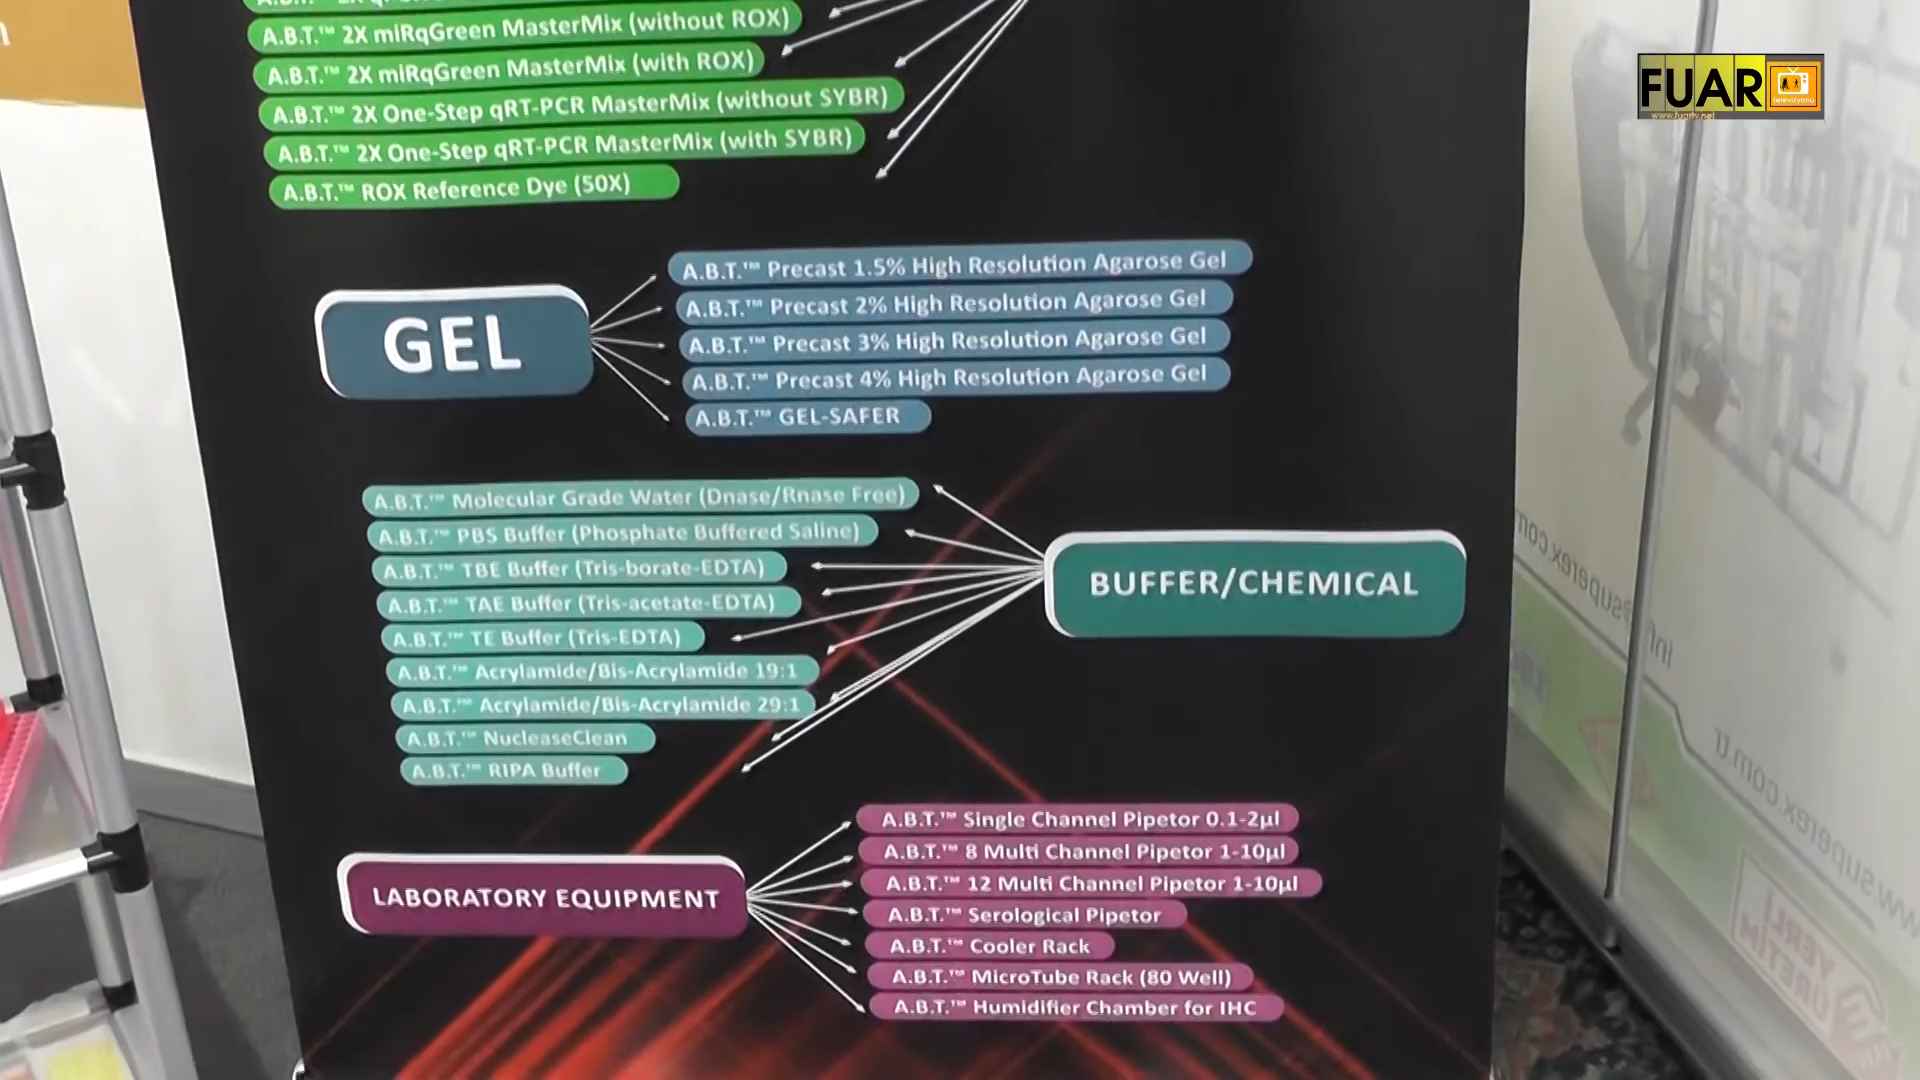 A.B.T.™ 2X miRqGreen MasterMix (without ROX)
A.B.T.™ 2X miRqGreen MasterMix (with ROX)
A.B.T.™ 2X One-Step qRT-PCR MasterMix (without SYBR)
A.B.T.™ 2X One-Step qRT-PCR MasterMix (with SYBR)
A.B.T.™ ROX Reference Dye (50X)
GEL
A.B.T.™ Precast 1.5% High Resolution Agarose Gel
A.B.T.™ Precast 2% High Resolution Agarose Gel
A.B.T.™ Precast 3% High Resolution Agarose Gel
A.B.T.™ Precast 4% High Resolution Agarose Gel
A.B.T.™ GEL-SAFER
A.B.T.™ Molecular Grade Water (Dnase/Rnase Free)
A.B.T.™ PBS Buffer (Phosphate Buffered Saline)
A.B.T.™ TBE Buffer (Tris-borate-EDTA)
A.B.T.™ TAE Buffer (Tris-acetate-EDTA)
A.B.T.™ TE Buffer (Tris-EDTA)
A.B.T.™ Acrylamide/Bis-Acrylamide 19:1
A.B.T.™ Acrylamide/Bis-Acrylamide 29:1
A.B.T.™ NucleaseClean
A.B.T.™ RIPA Buffer
BUFFER/CHEMICAL
LABORATORY EQUIPMENT
A.B.T.™ Single Channel Pipetor 0.1-2µl
A.B.T.™ 8 Multi Channel Pipetor 1-10µl
A.B.T.™ 12 Multi Channel Pipetor 1-10µl
A.B.T.™ Serological Pipetor
A.B.T.™ Cooler Rack
A.B.T.™ MicroTube Rack (80 Well)
A.B.T.™ Humidifier Chamber for IHC
FUAR
televizyonu
www.fuartv.net
YERLİ
ÜRETİM